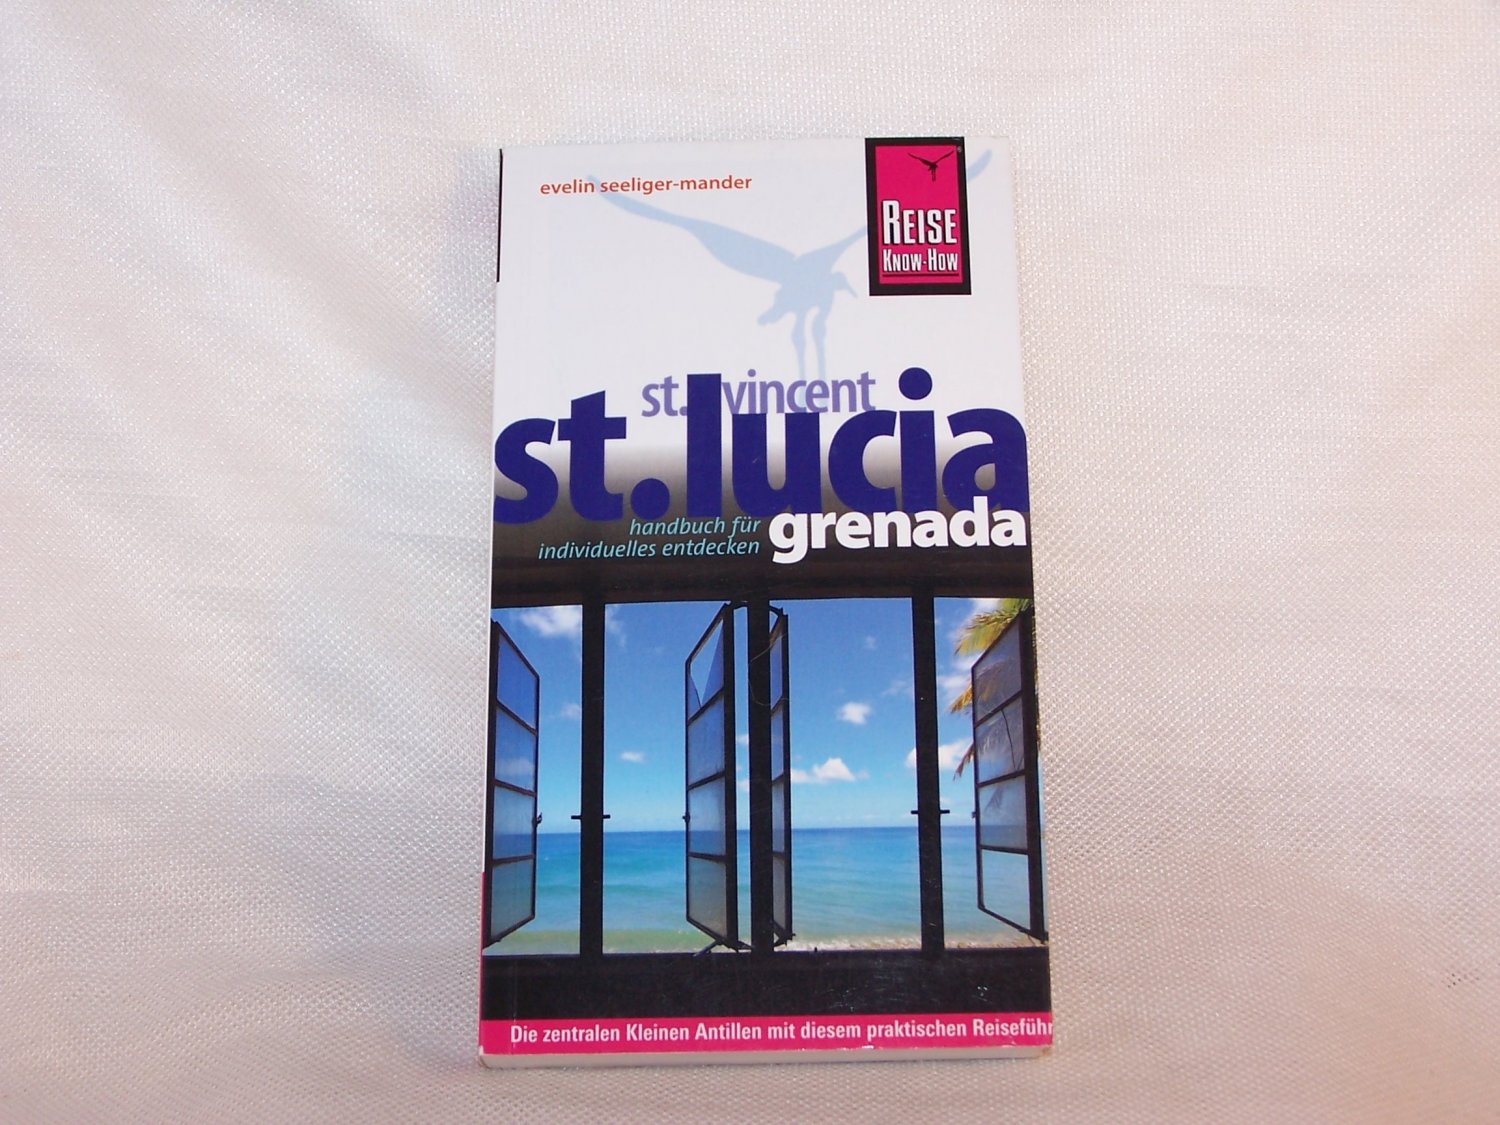 evelin seeliger-mander
REISE
KNOW-HOW
st. vincent
st.lucia
grenada
handbuch für
individuelles entdecken
Die zentralen Kleinen Antillen mit diesem praktischen Reiseführ